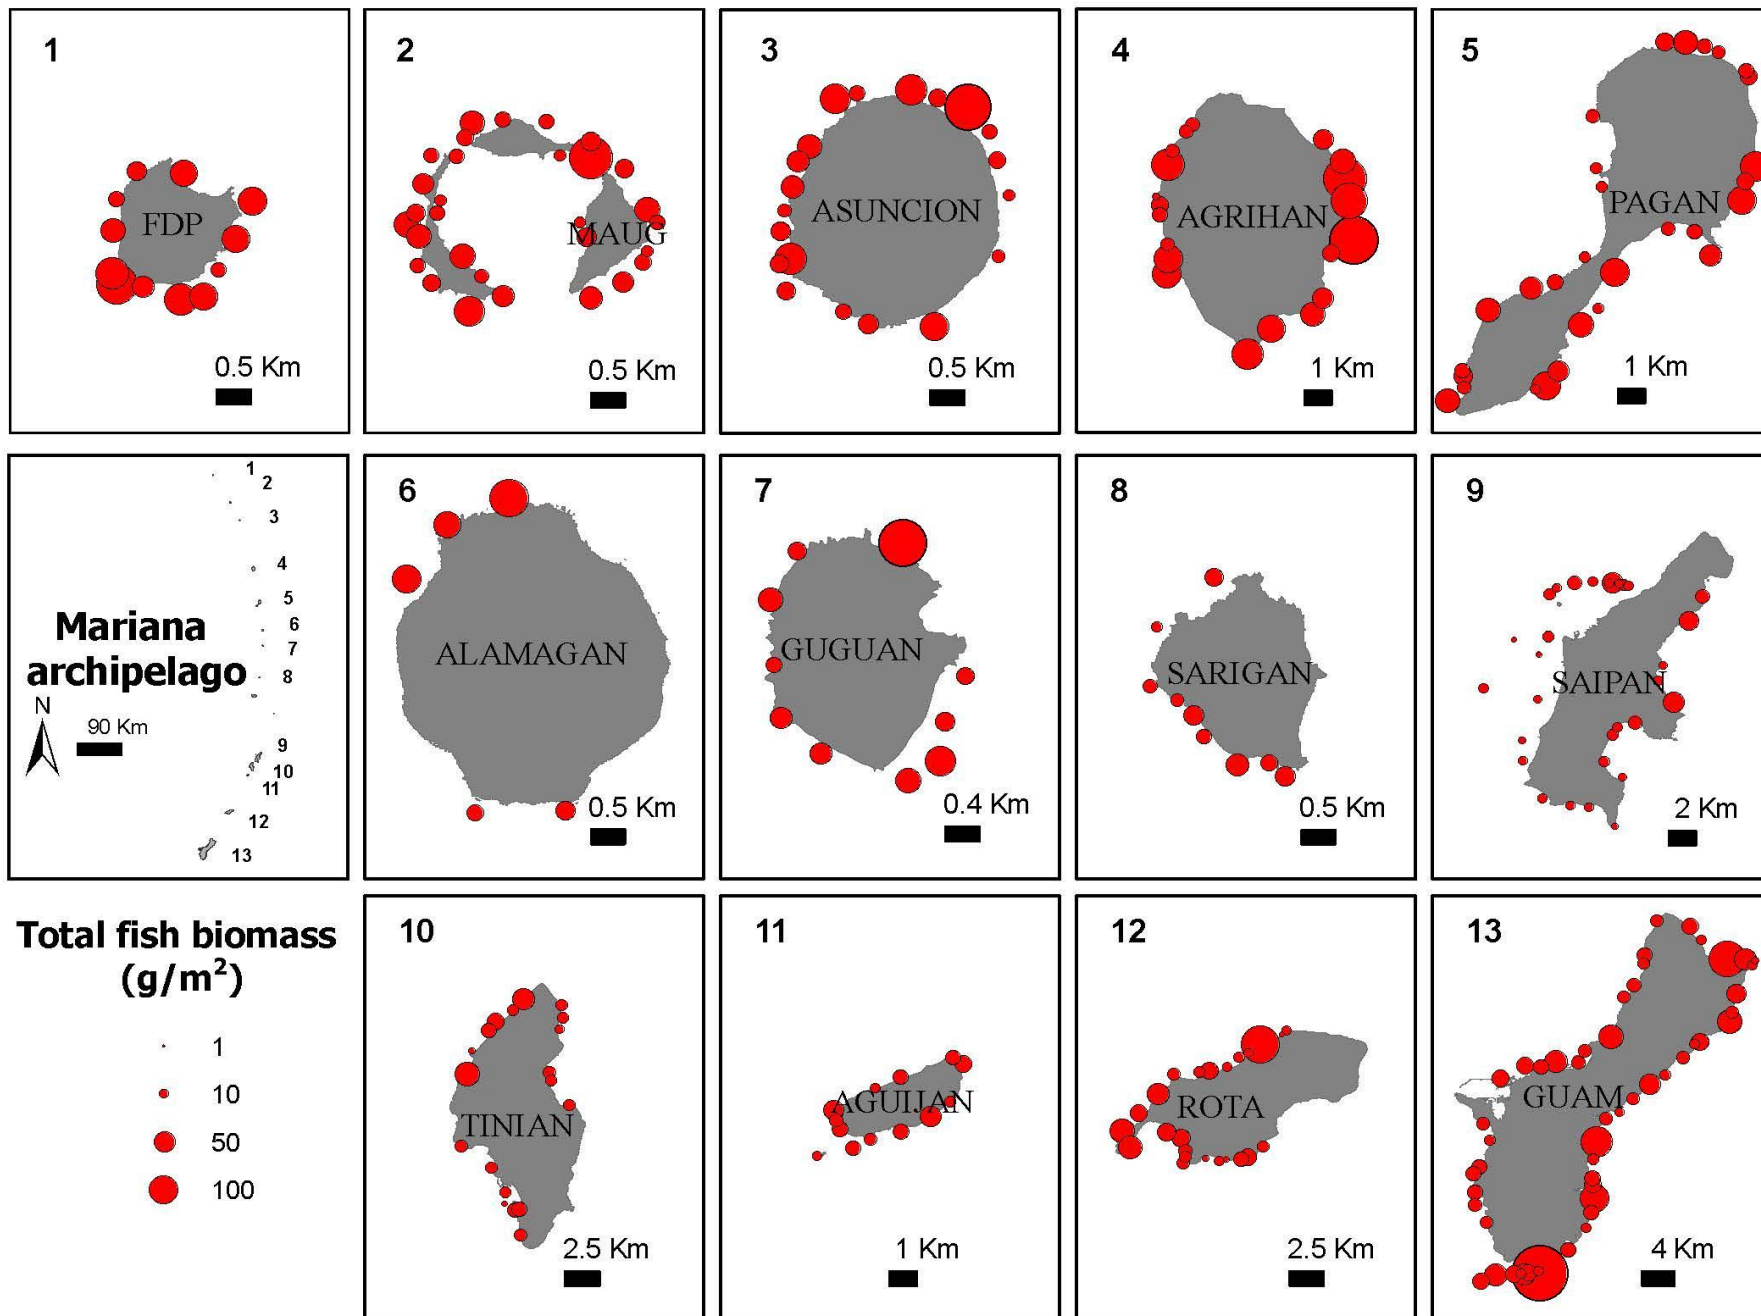 1
FDP
0.5 Km
2
MAUG
0.5 Km
3
ASUNCION
0.5 Km
4
AGRIHAN
1 Km
5
PAGAN
1 Km
1
2
3
4
5
6
7
8
9
10
11
12
13
Mariana
archipelago
N
90 Km
6
ALAMAGAN
0.5 Km
7
GUGUAN
0.4 Km
8
SARIGAN
0.5 Km
9
SAIPAN
2 Km
Total fish biomass
(g/m²)
1
10
50
100
10
TINIAN
2.5 Km
11
AGUIJAN
1 Km
12
ROTA
2.5 Km
13
GUAM
4 Km